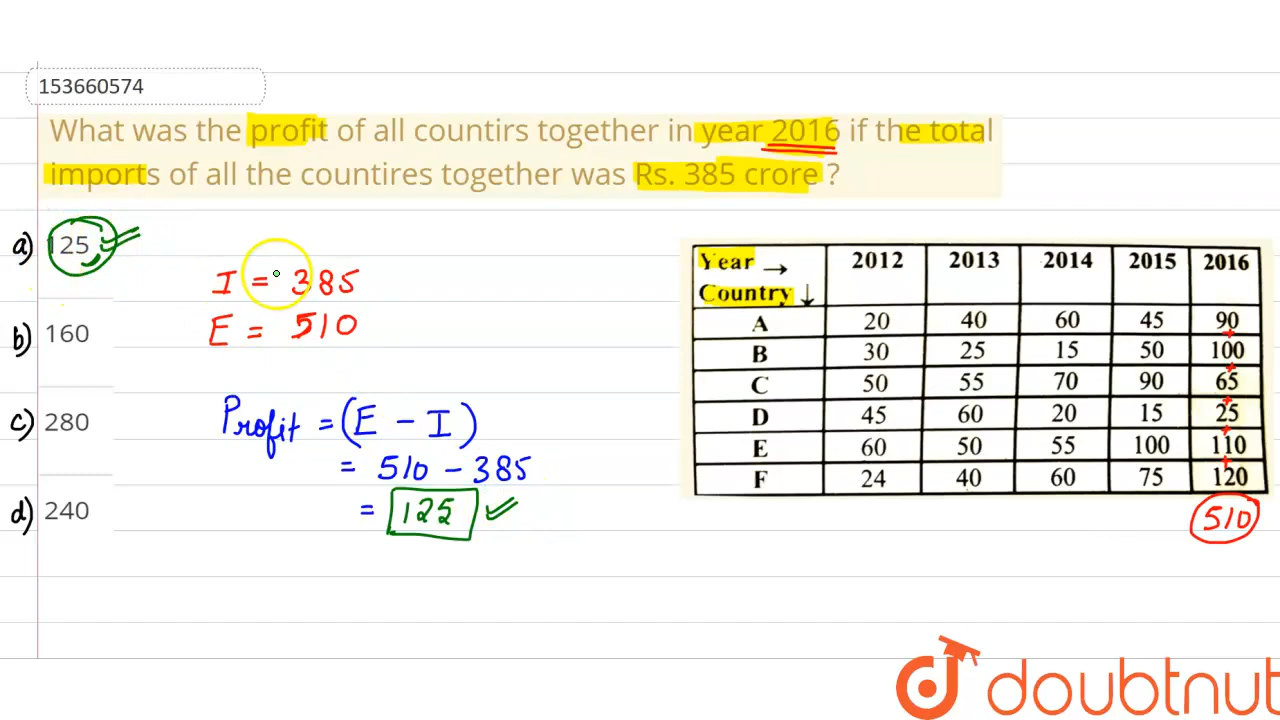 153660574
What was the profit of all countirs together in year 2016 if the total
imports of all the countires together was Rs. 385 crore ?
a) 125
b) 160
c) 280
d) 240
I = 385
E = 510
Profit = (E - I)
= 510 - 385
= 125
Year → 2012 2013 2014 2015 2016
Country ↓
A 20 40 60 45 90
+
B 30 25 15 50 100
+
C 50 55 70 90 65
+
D 45 60 20 15 25
+
E 60 50 55 100 110
+
F 24 40 60 75 120
510
doubtnut